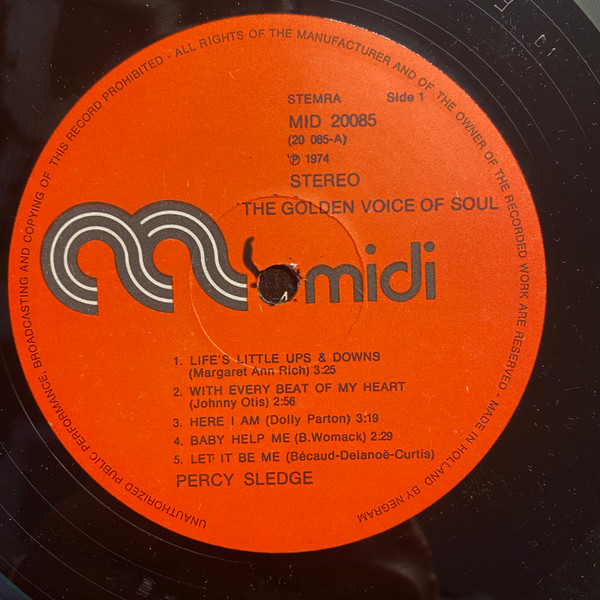 STEMRA Side 1
MID 20085
(20 085-A)
℗ 1974
STEREO
THE GOLDEN VOICE OF SOUL
midi
1. LIFE'S LITTLE UPS & DOWNS
(Margaret Ann Rich) 3:25
2. WITH EVERY BEAT OF MY HEART
(Johnny Otis) 2:56
3. HERE I AM (Dolly Parton) 3:19
4. BABY HELP ME (B.Womack) 2:29
5. LET IT BE ME (Bécaud-Delanoë-Curtis)
PERCY SLEDGE
UNAUTHORIZED PUBLIC PERFORMANCE, BROADCASTING AND COPYING OF THIS RECORD PROHIBITED - ALL RIGHTS OF THE MANUFACTURER AND OF THE OWNER OF THE RECORDED WORK ARE RESERVED - MADE IN HOLLAND BY NEGRAM